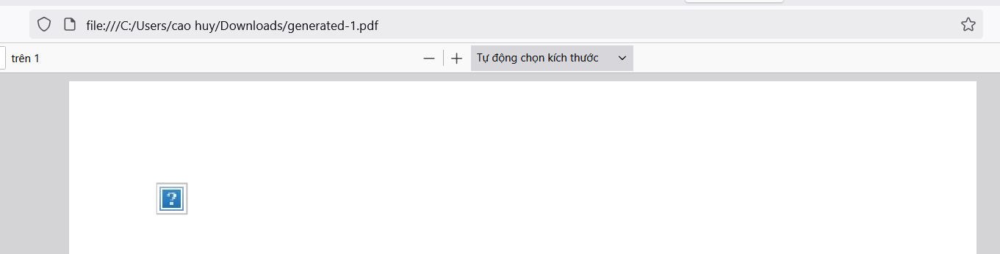 file:///C:/Users/cao huy/Downloads/generated-1.pdf
trên 1
Tự động chọn kích thước
?